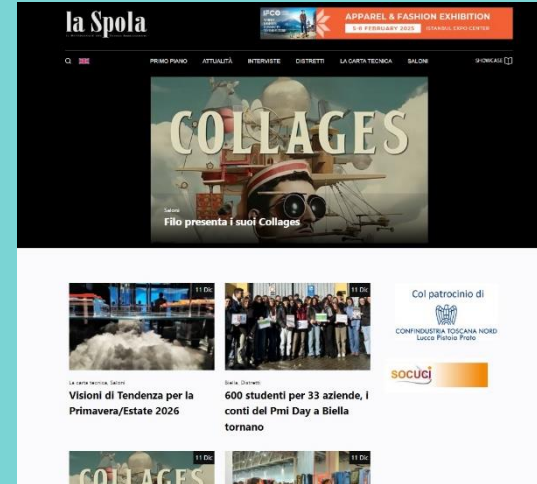 la Spola
IFCO
APPAREL & FASHION EXHIBITION
5-8 FEBRUARY 2025
ISTANBUL EXPO CENTER
PRIMO PIANO
ATTUALITÀ
INTERVISTE
DISTRETTI
LA CARTA TECNICA
SALONI
SHOWCASE
COLLAGES
Saloni
Filo presenta i suoi Collages
11 Dic
La carta tecnica, Saloni
Visioni di Tendenza per la
Primavera/Estate 2026
11 Dic
Biella, Distretti
600 studenti per 33 aziende, i
conti del Pmi Day a Biella
tornano
Col patrocinio di
CONFINDUSTRIA TOSCANA NORD
Lucca Pistoia Prato
socuci
11 Dic
COLLAGES
11 Dic